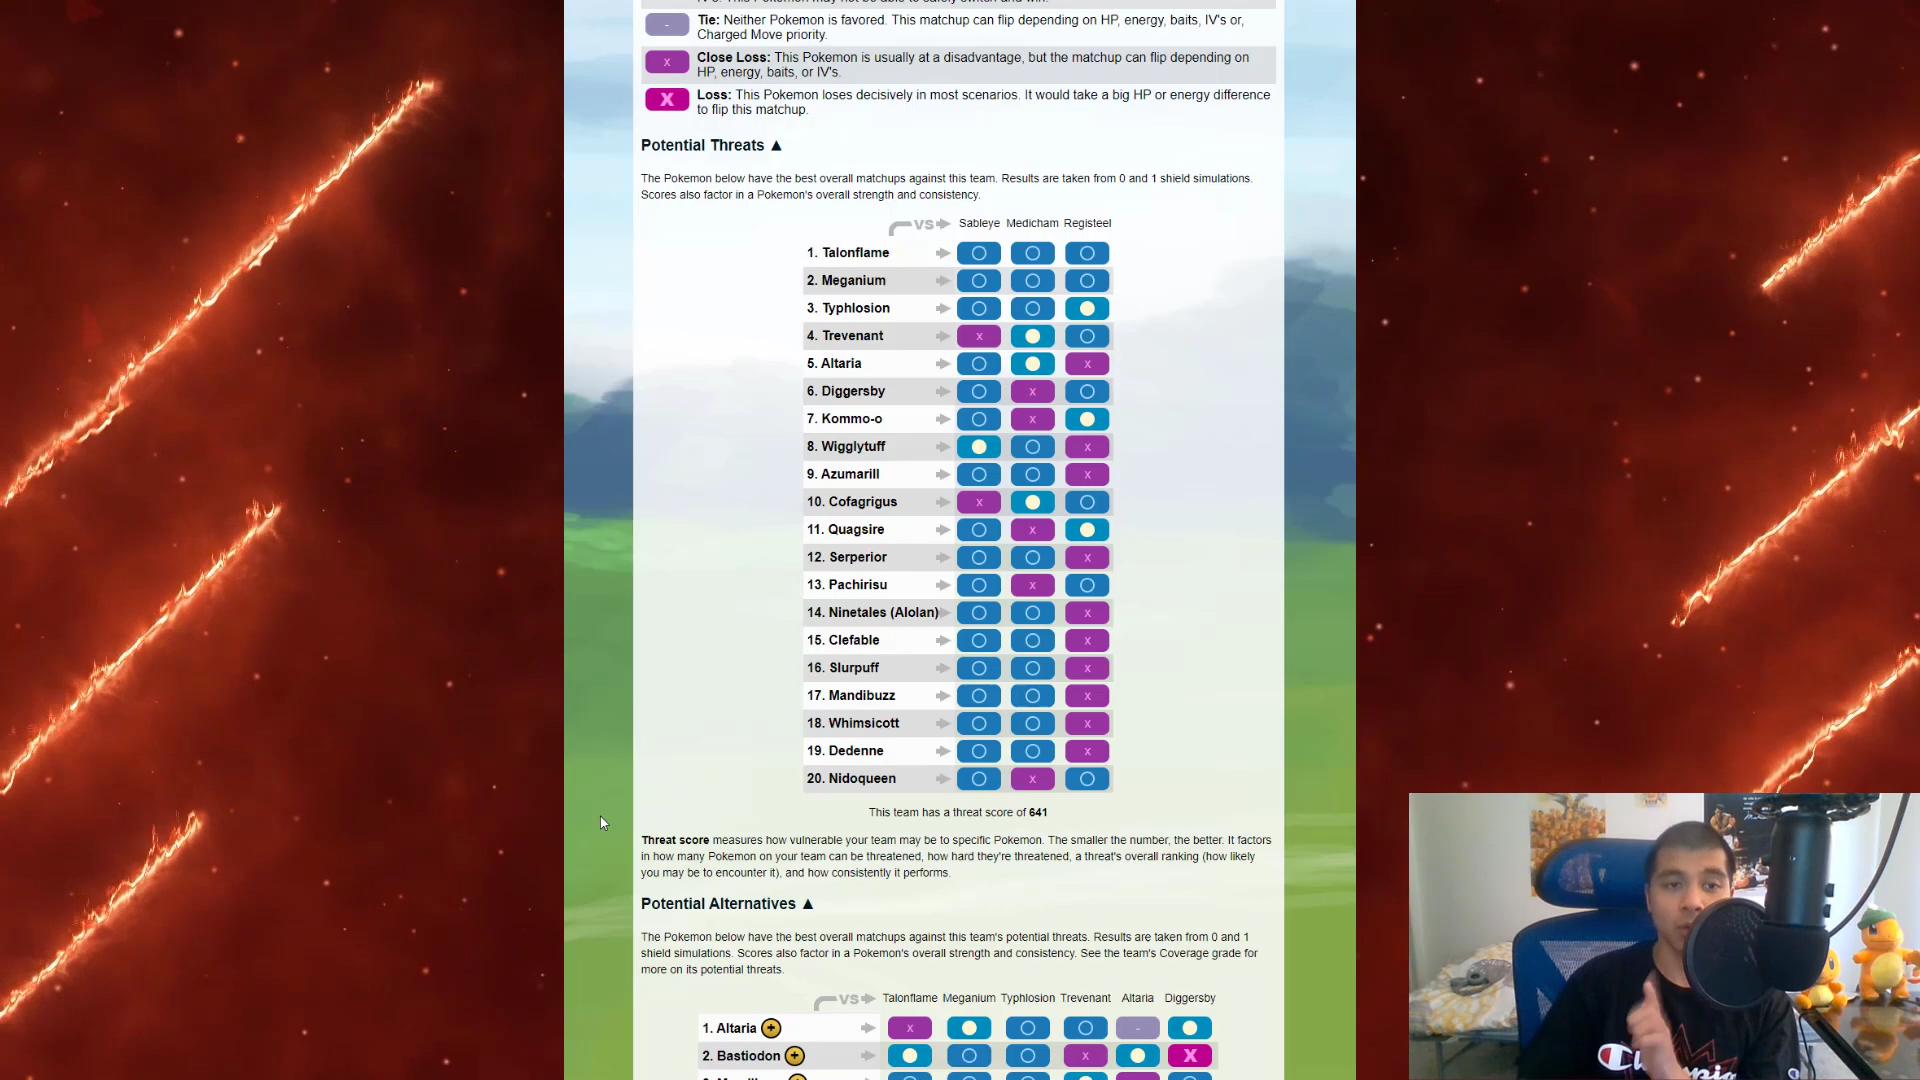 Tie: Neither Pokemon is favored. This matchup can flip depending on HP, energy, baits, IV's or,
Charged Move priority.
-
Close Loss: This Pokemon is usually at a disadvantage, but the matchup can flip depending on
HP, energy, baits, or IV's.
x
Loss: This Pokemon loses decisively in most scenarios. It would take a big HP or energy difference
to flip this matchup.
X
Potential Threats ▲
The Pokemon below have the best overall matchups against this team. Results are taken from 0 and 1 shield simulations.
Scores also factor in a Pokemon's overall strength and consistency.
VS Sableye Medicham Registeel
1. Talonflame
2. Meganium
3. Typhlosion
4. Trevenant x
5. Altaria x
6. Diggersby x
7. Kommo-o x
8. Wigglytuff x
9. Azumarill x
10. Cofagrigus x
11. Quagsire x
12. Serperior x
13. Pachirisu x
14. Ninetales (Alolan) x
15. Clefable x
16. Slurpuff x
17. Mandibuzz x
18. Whimsicott x
19. Dedenne x
20. Nidoqueen x
This team has a threat score of 641
Threat score measures how vulnerable your team may be to specific Pokemon. The smaller the number, the better. It factors
in how many Pokemon on your team can be threatened, how hard they're threatened, a threat's overall ranking (how likely
you may be to encounter it), and how consistently it performs.
Potential Alternatives ▲
The Pokemon below have the best overall matchups against this team's potential threats. Results are taken from 0 and 1
shield simulations. Scores also factor in a Pokemon's overall strength and consistency. See the team's Coverage grade for
more on its potential threats.
VS Talonflame Meganium Typhlosion Trevenant Altaria Diggersby
1. Altaria + x -
2. Bastiodon + x X